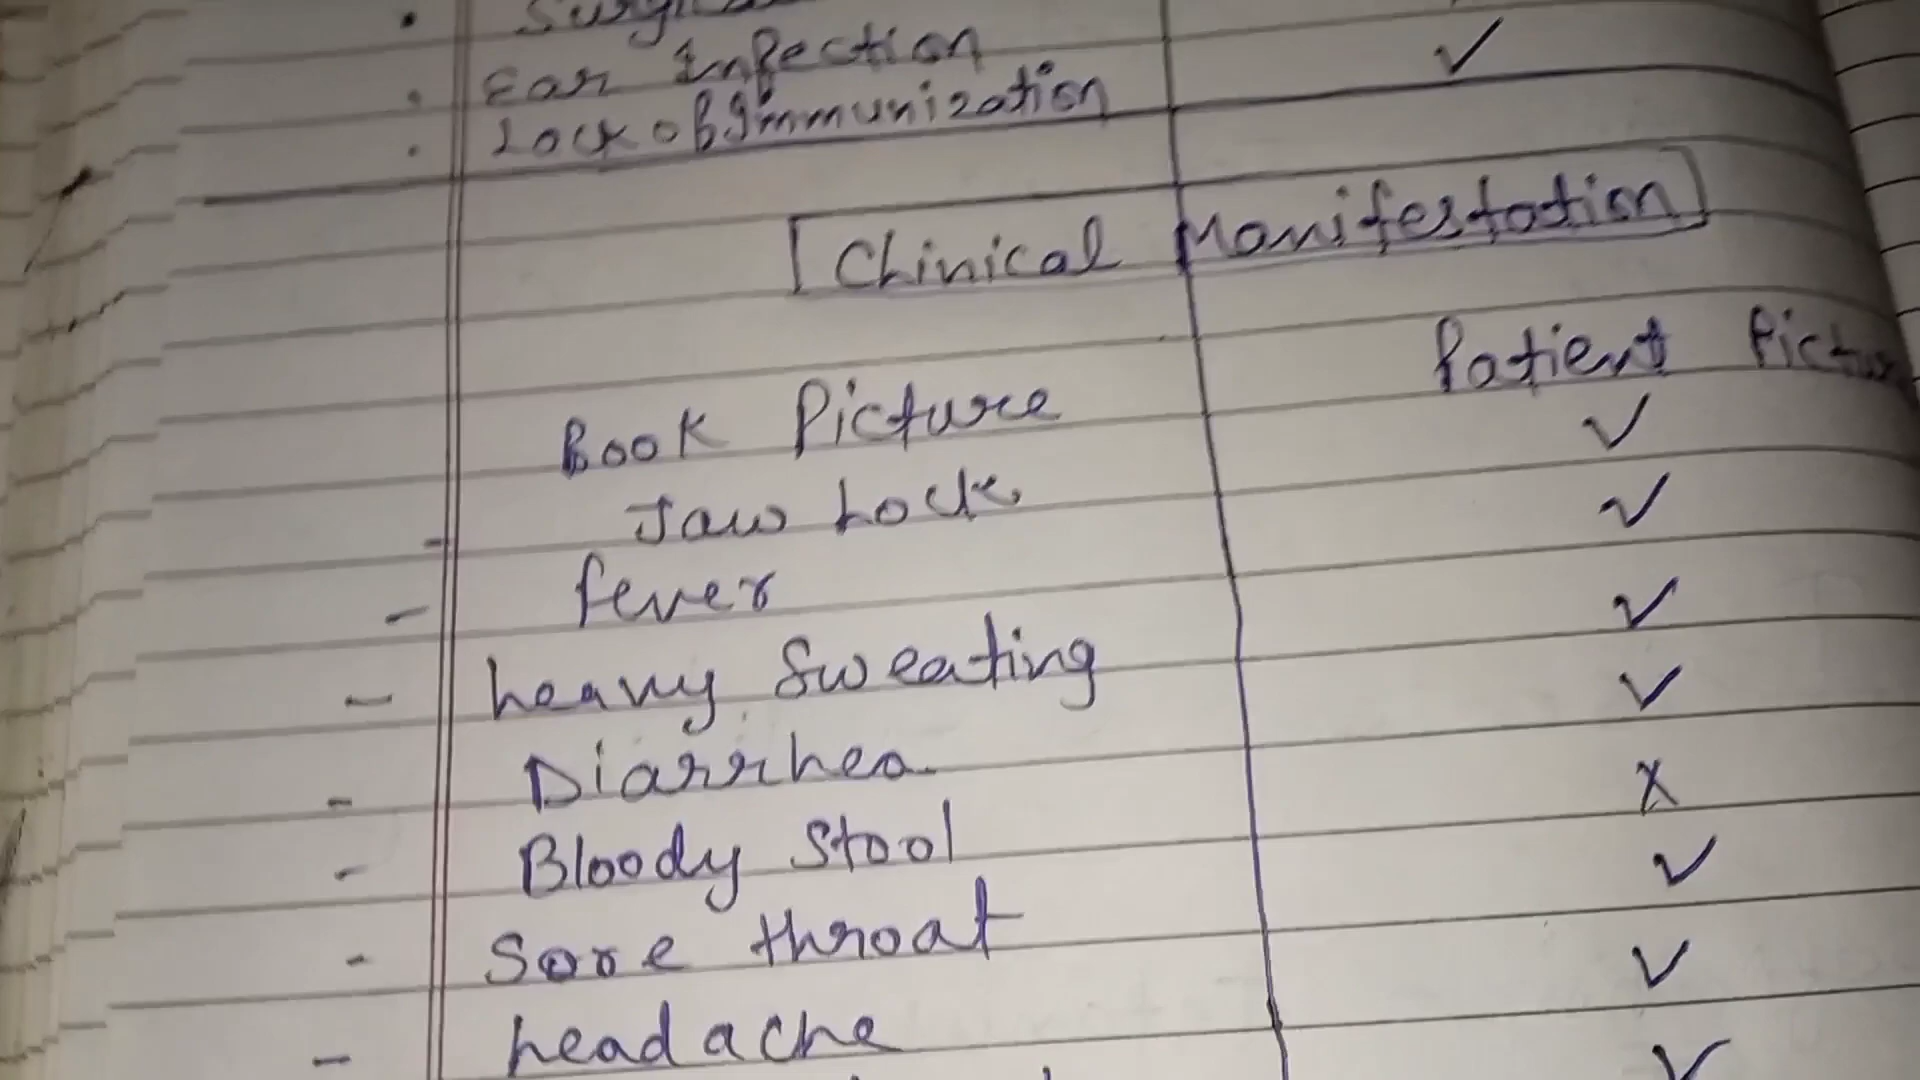 Ear Infection ✓
Lack of Immunization
[Clinical Manifestation]
Book Picture Patient
Jaw Lock ✓
fever ✓
heavy Sweating ✓
Diarrhea ✓
Bloody Stool X
Sore throat ✓
headache ✓
✓